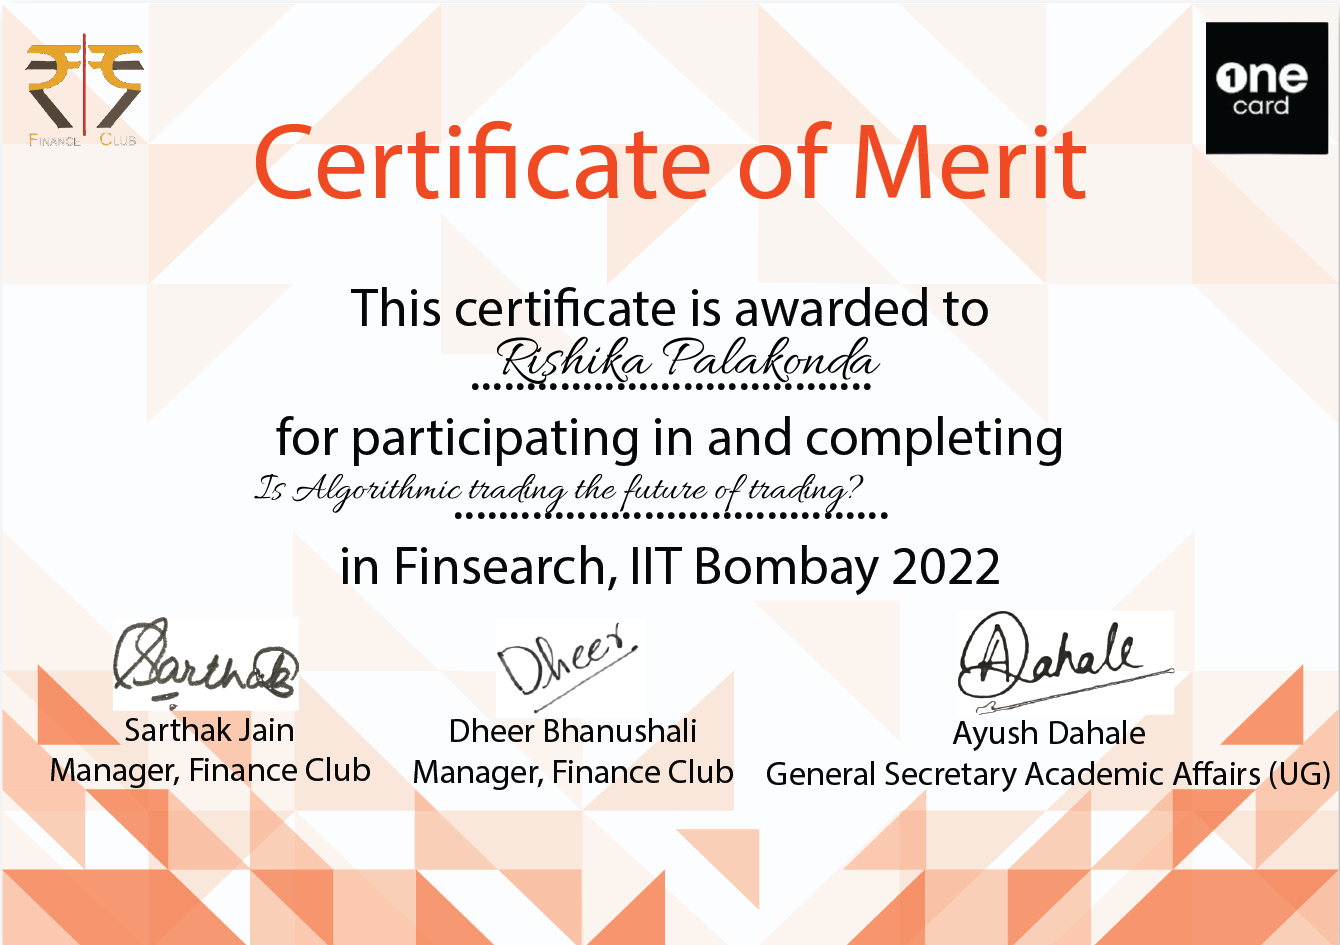 FINANCE CLUB
one
card
Certificate of Merit
This certificate is awarded to
Rishika Palakonda
for participating in and completing
Is Algorithmic trading the future of trading?
in Finsearch, IIT Bombay 2022
Sarthak
Dheer
ADahale
Sarthak Jain
Dheer Bhanushali
Ayush Dahale
Manager, Finance Club
Manager, Finance Club
General Secretary Academic Affairs (UG)